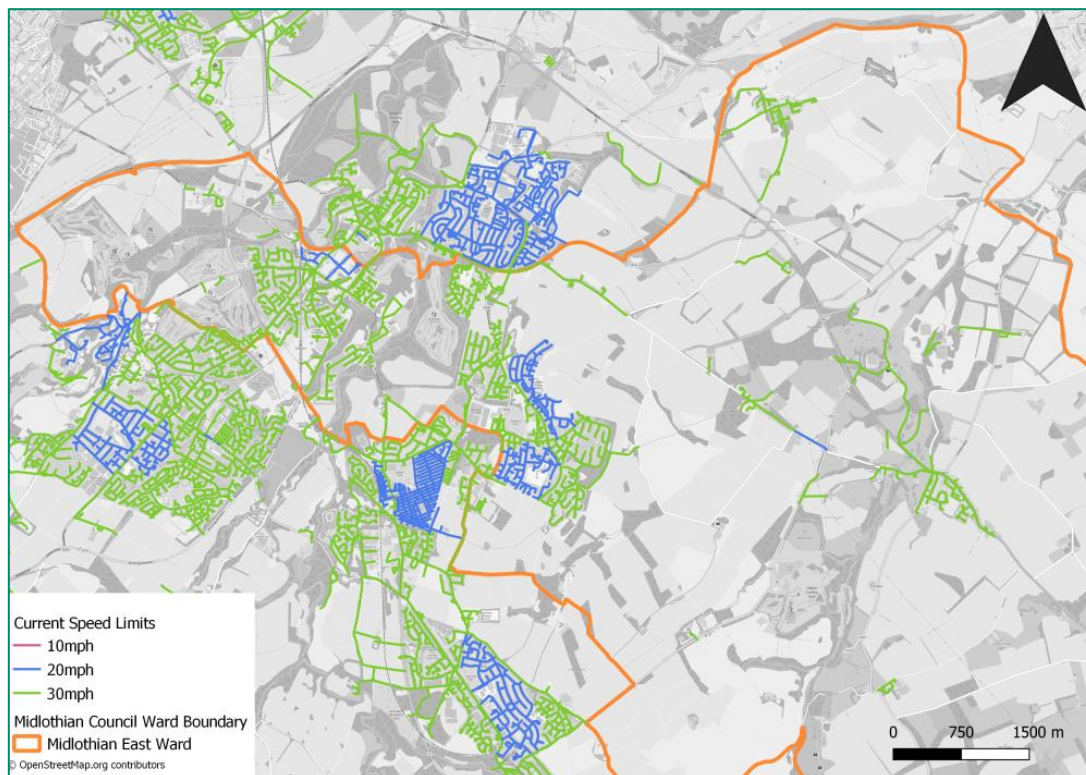 Current Speed Limits
10mph
20mph
30mph
Midlothian Council Ward Boundary
Midlothian East Ward
© OpenStreetMap.org contributors
0 750 1500 m